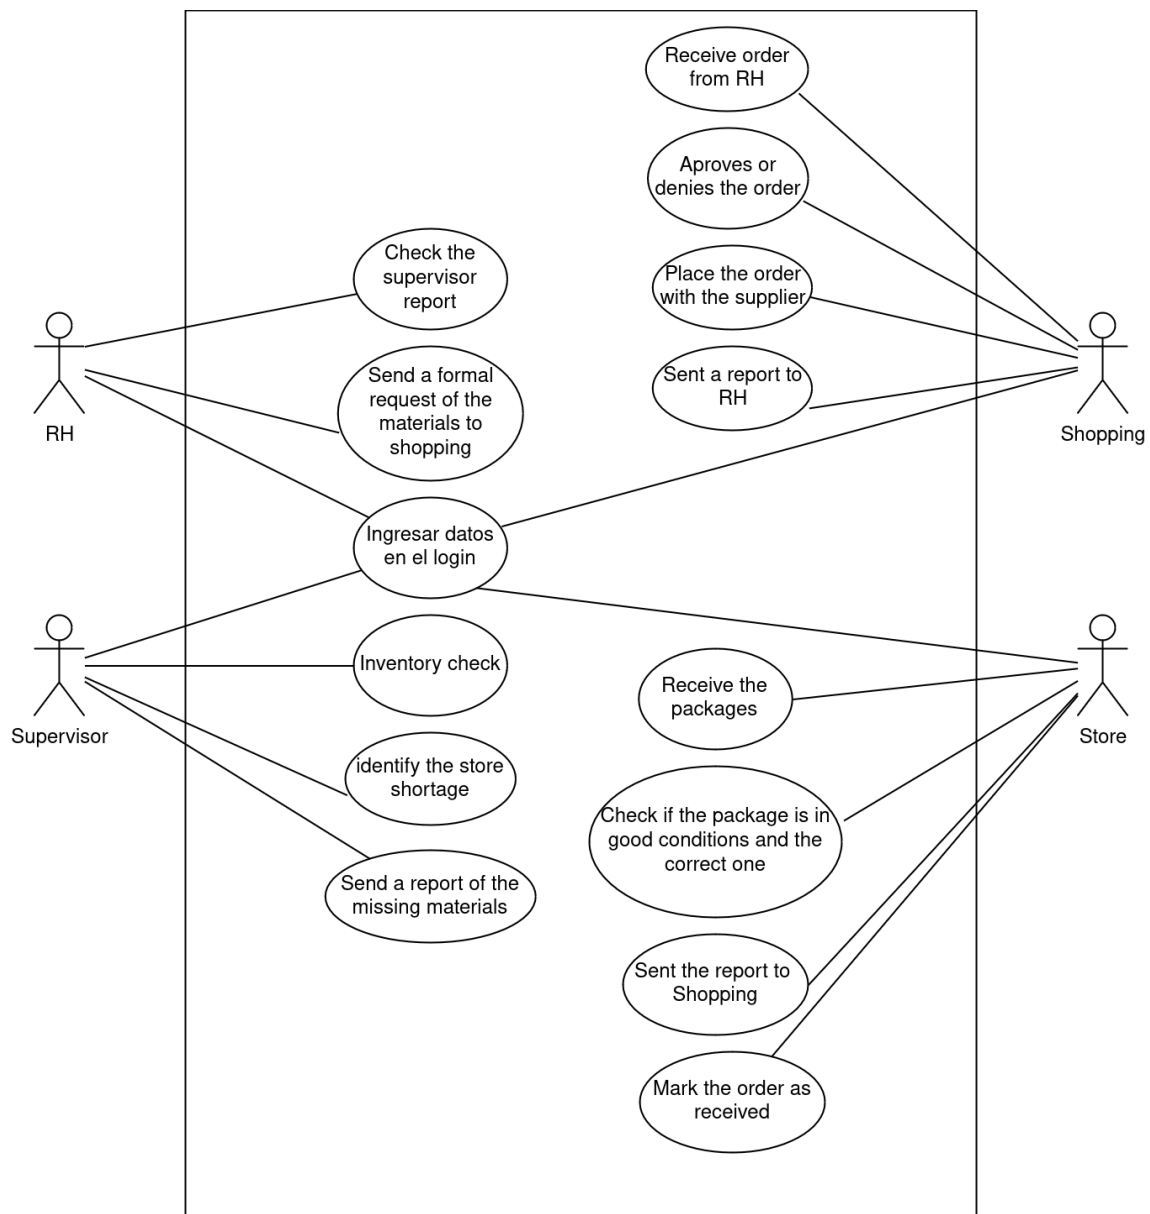 Receive order
from RH
Aproves or
denies the order
Check the
supervisor
report
Place the order
with the supplier
Send a formal
request of the
materials to
shopping
Sent a report to
RH
RH
Shopping
Ingresar datos
en el login
Inventory check
Supervisor
Receive the
packages
Store
identify the store
shortage
Check if the package is in
good conditions and the
correct one
Send a report of the
missing materials
Sent the report to
Shopping
Mark the order as
received